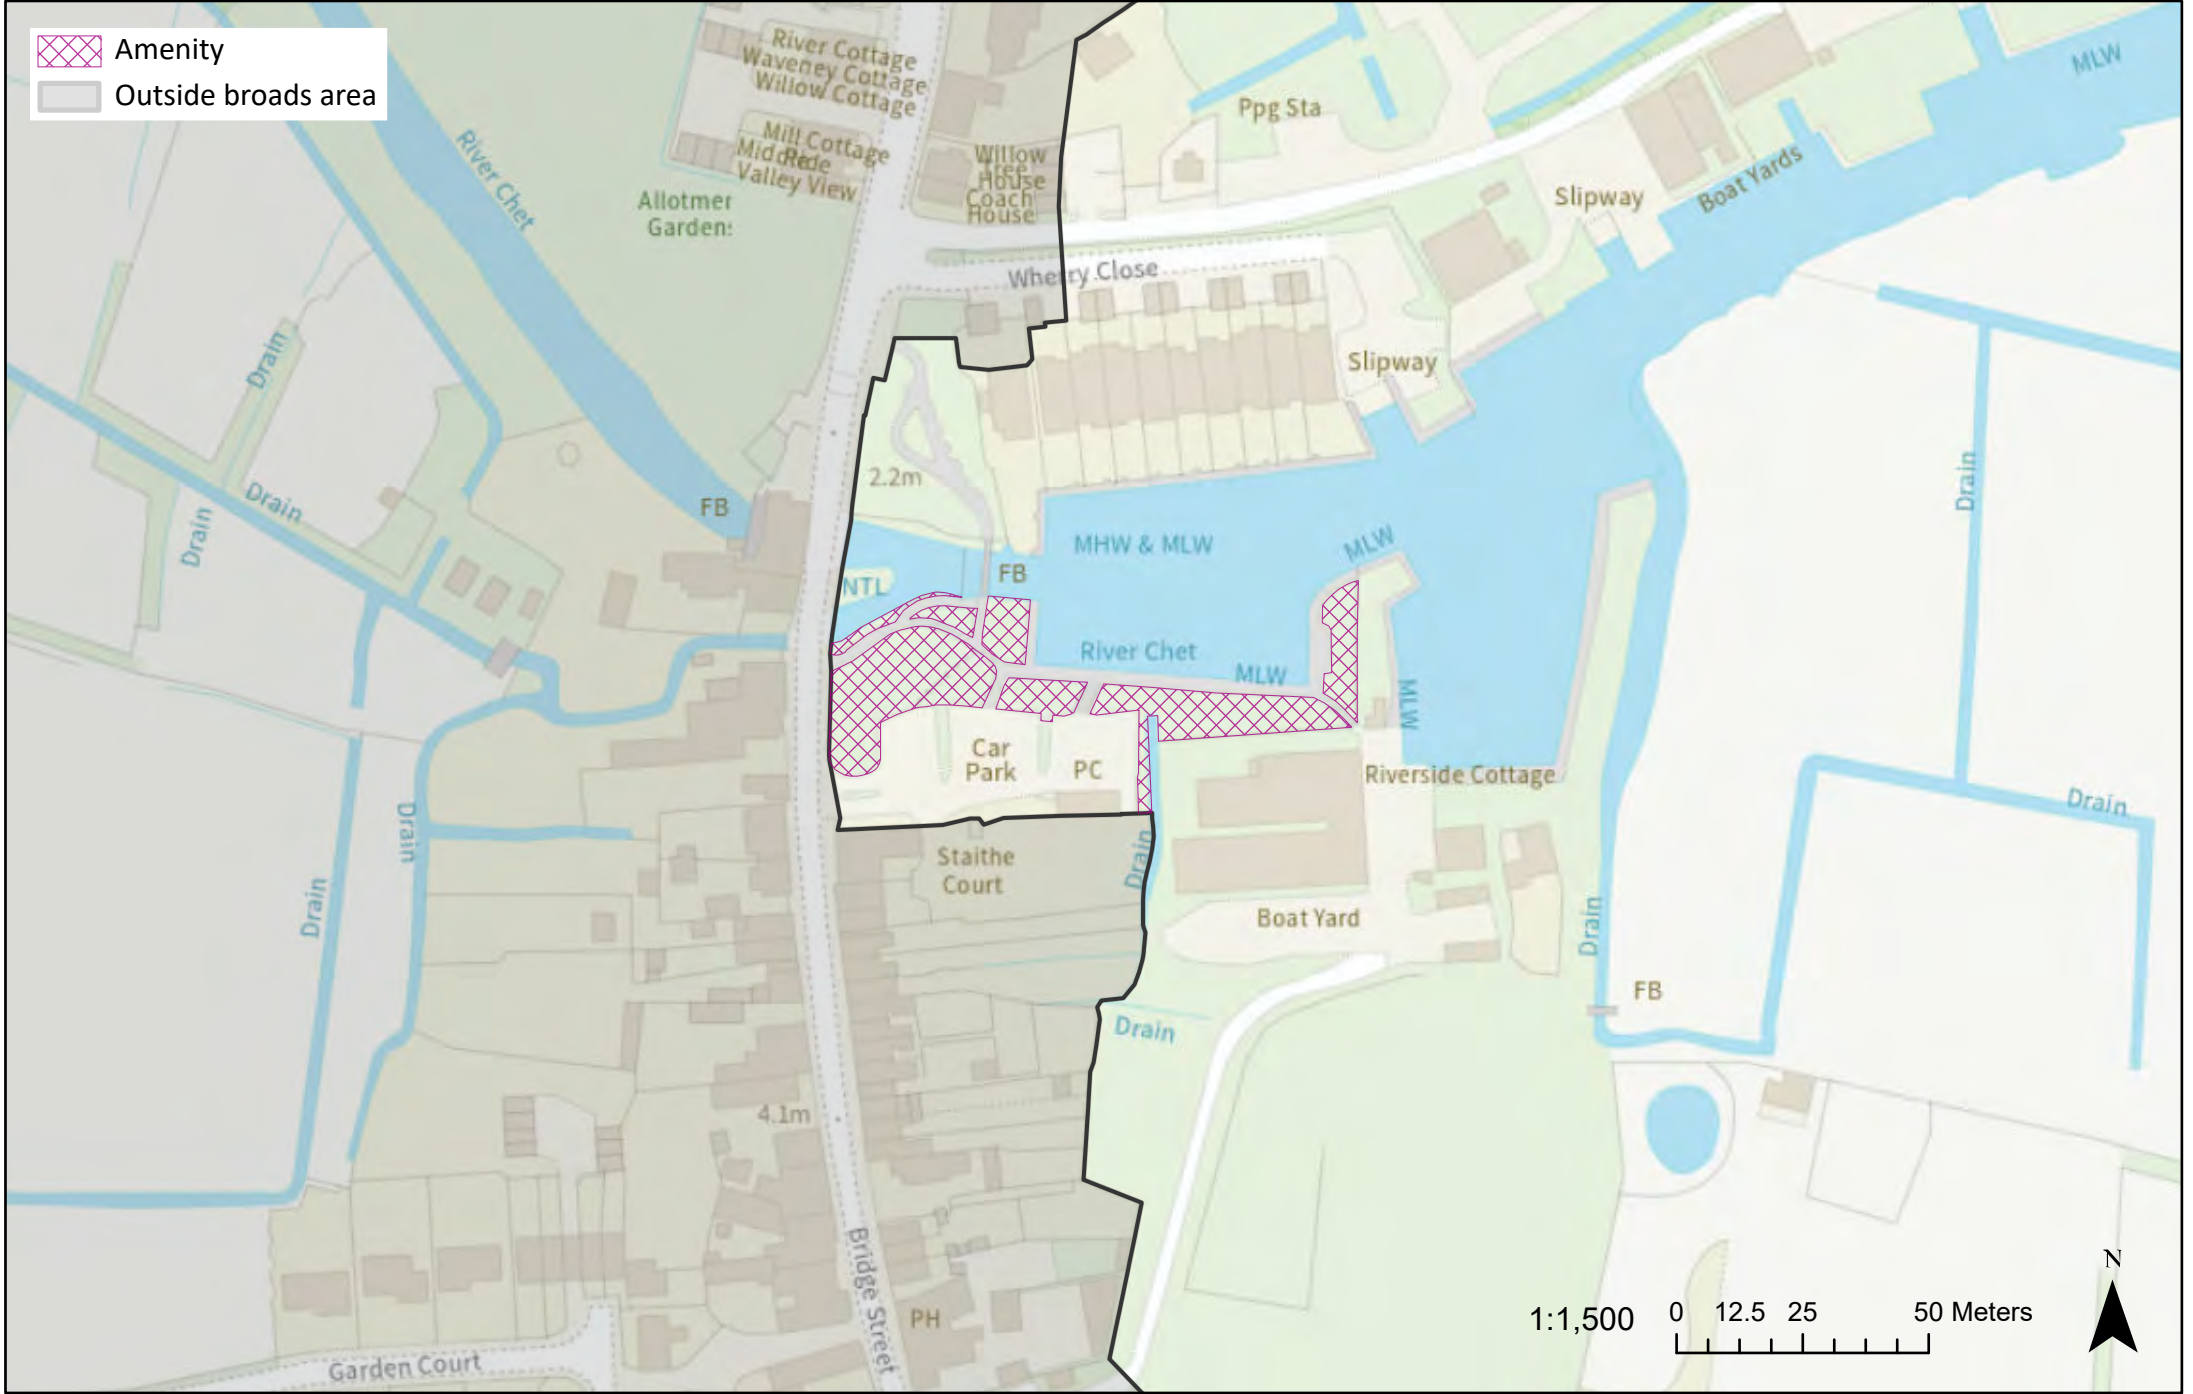 Amenity
Outside broads area
River Cottage
Waveney Cottage
Willow Cottage
Mill Cottage
Valley View
Willow
Tree
House
Coach
House
Allotmer
Gardens
River Chet
Ppg Sta
MLW
Boat Yards
Slipway
Wherry Close
Slipway
Drain
Drain
Drain
FB
2.2m
NTL
FB
MHW & MLW
MLW
River Chet
MLW
MLW
Drain
Car
Park
PC
Riverside Cottage
Drain
Drain
Drain
Staithe
Court
Drain
Boat Yard
Drain
FB
Drain
4.1m
Bridge Street
PH
Garden Court
1:1,500
0 12.5 25 50 Meters
N